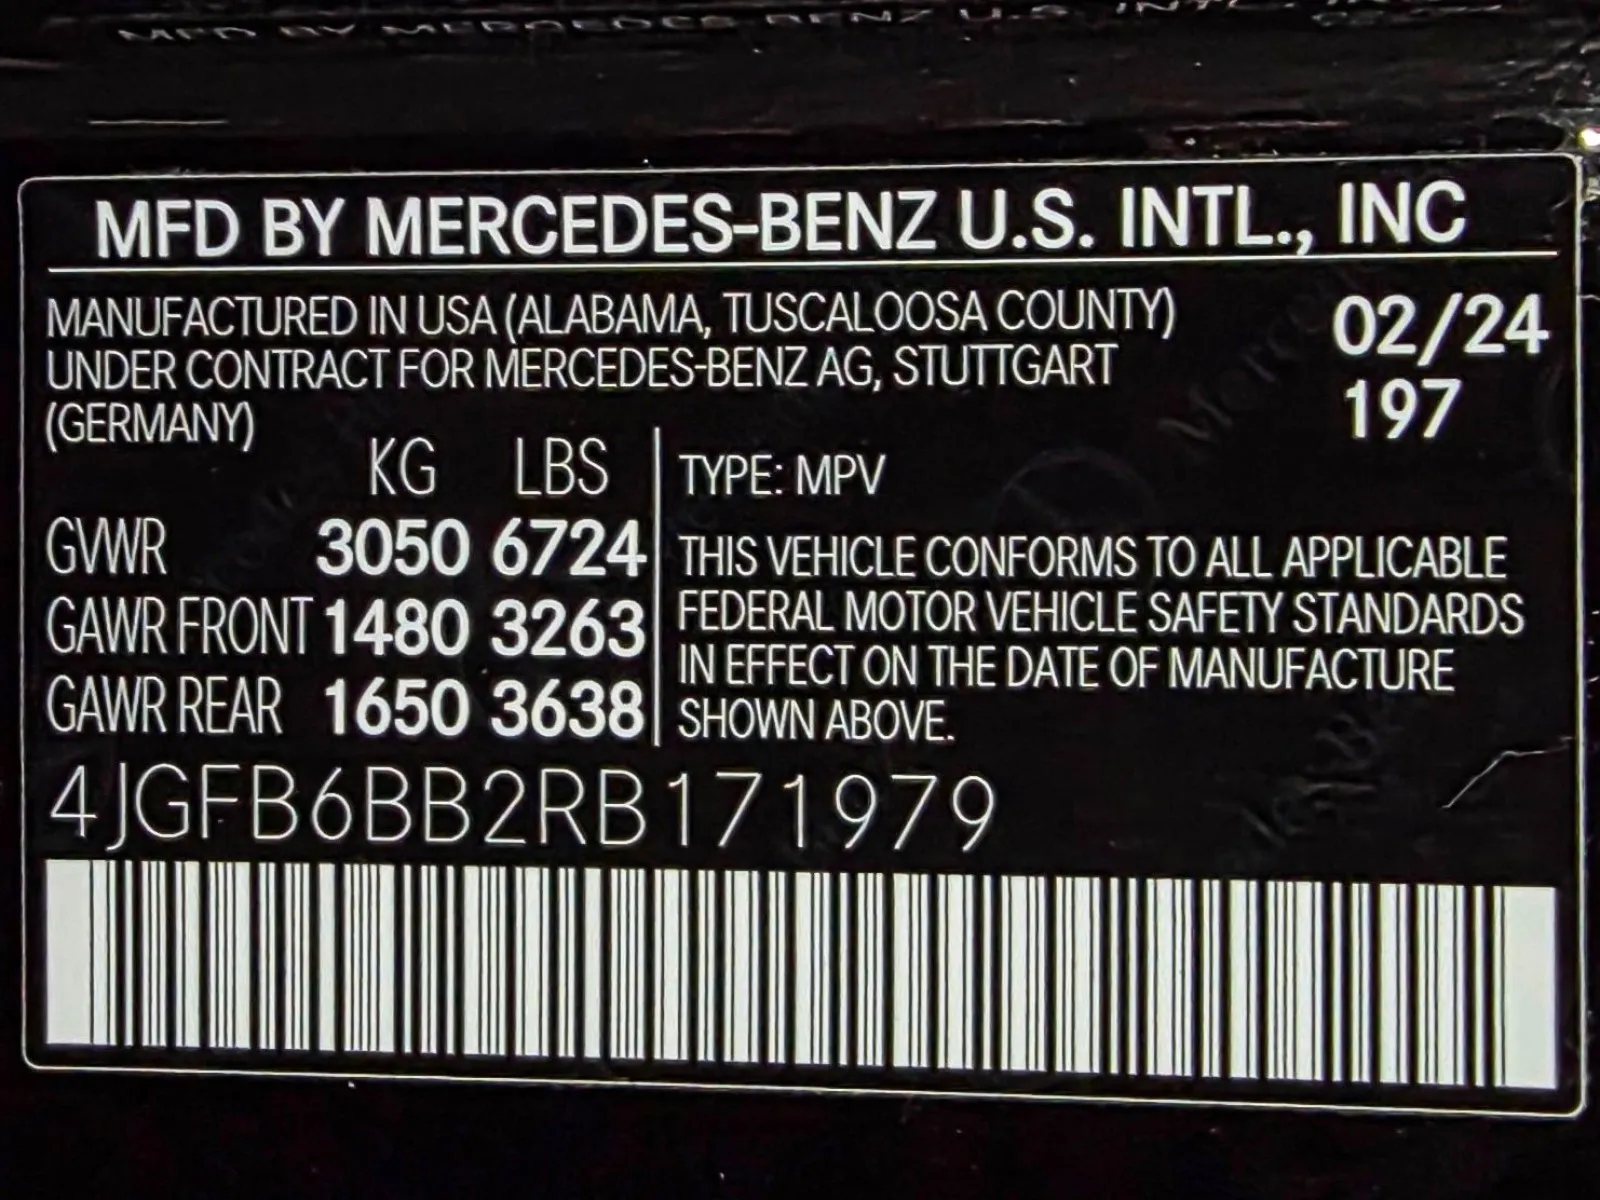 MFD BY MERCEDES-BENZ U.S. INTL., INC
MANUFACTURED IN USA (ALABAMA, TUSCALOOSA COUNTY)
UNDER CONTRACT FOR MERCEDES-BENZ AG, STUTTGART
(GERMANY)
02/24
197
KG LBS
GVWR 3050 6724
GAWR FRONT 1480 3263
GAWR REAR 1650 3638
TYPE: MPV
THIS VEHICLE CONFORMS TO ALL APPLICABLE
FEDERAL MOTOR VEHICLE SAFETY STANDARDS
IN EFFECT ON THE DATE OF MANUFACTURE
SHOWN ABOVE.
4JGFB6BB2RB171979